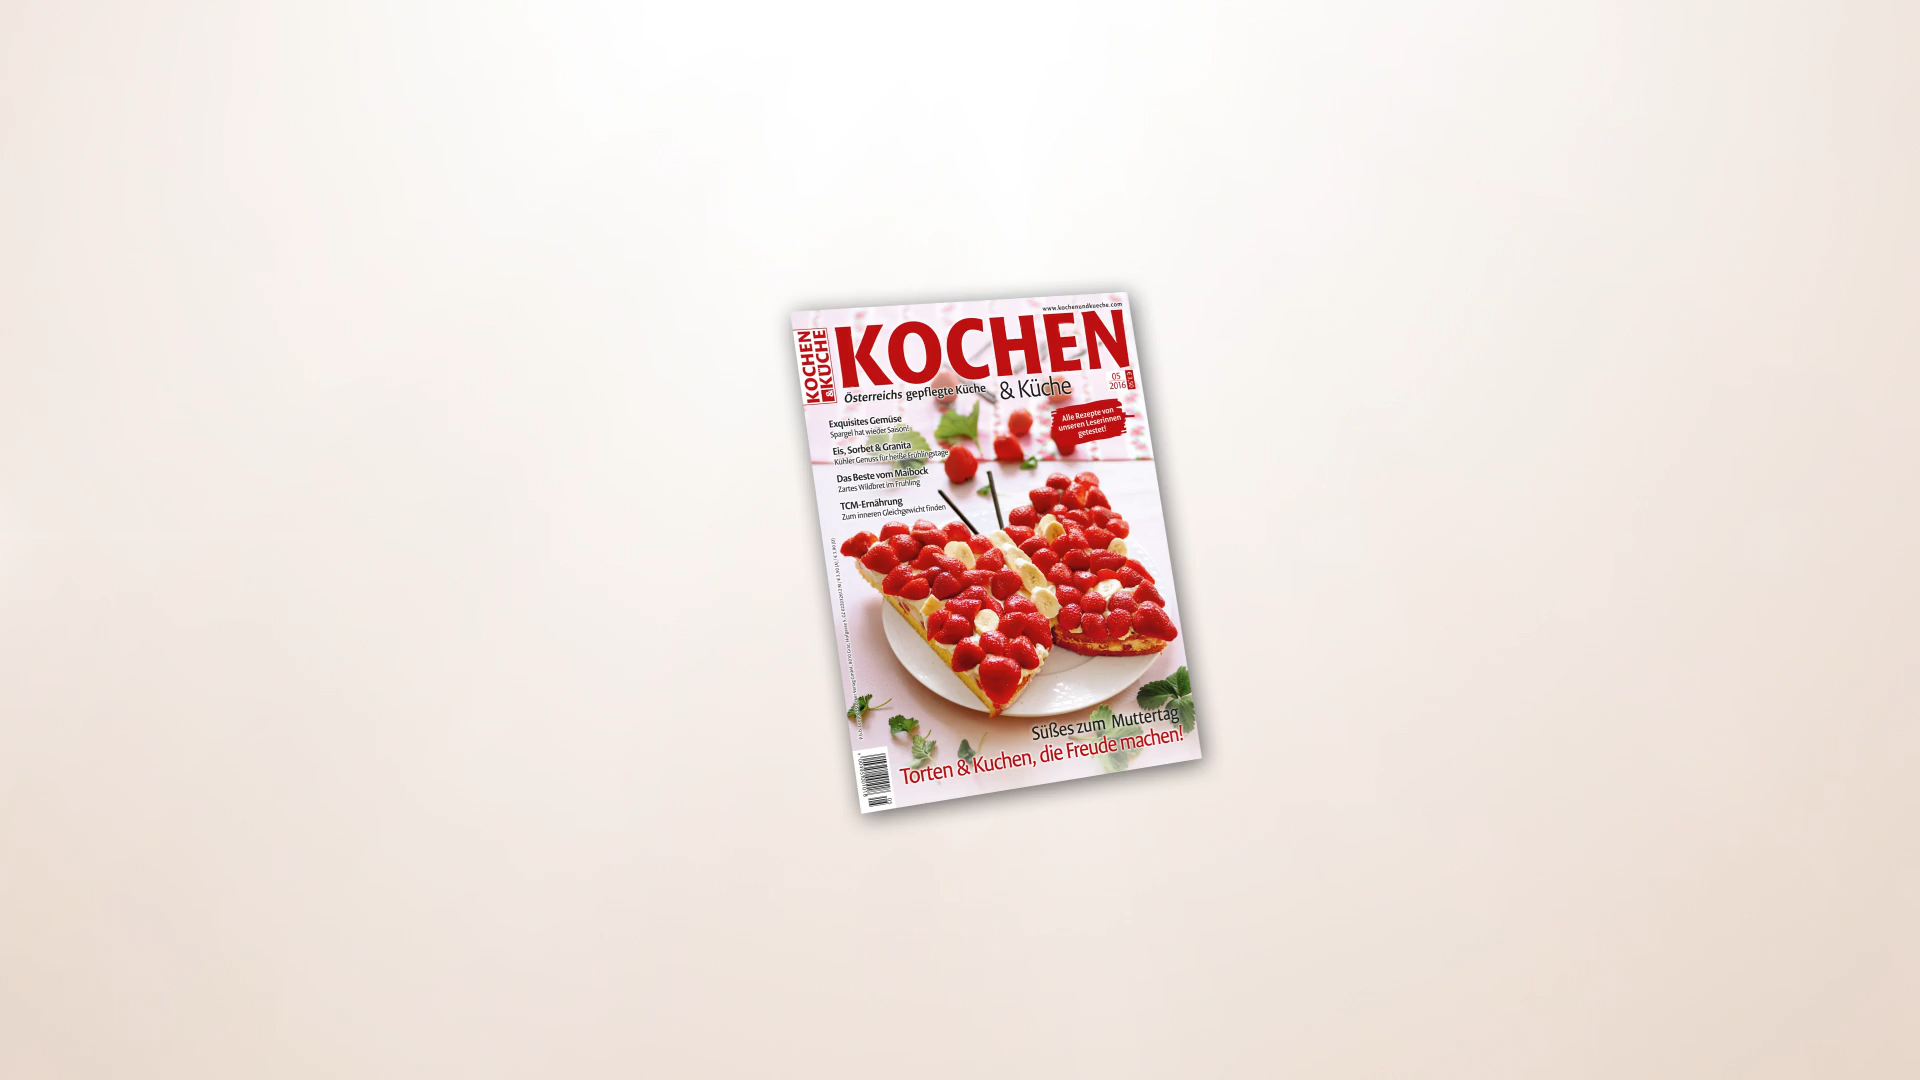 www.kochenundkueche.com
KOCHEN
& KÜCHE
KOCHEN
Österreichs gepflegte Küche & Küche
05
2016
Alle Rezepte von
unseren Leserinnen
getestet!
Exquisites Gemüse
Spargel hat wieder Saison!
Eis, Sorbet & Granita
Kühler Genuss für heiße Frühlingstage
Das Beste vom Maibock
Zartes Wildbret im Frühling
TCM-Ernährung
Zum inneren Gleichgewicht finden
Süßes zum Muttertag
Torten & Kuchen, die Freude machen!